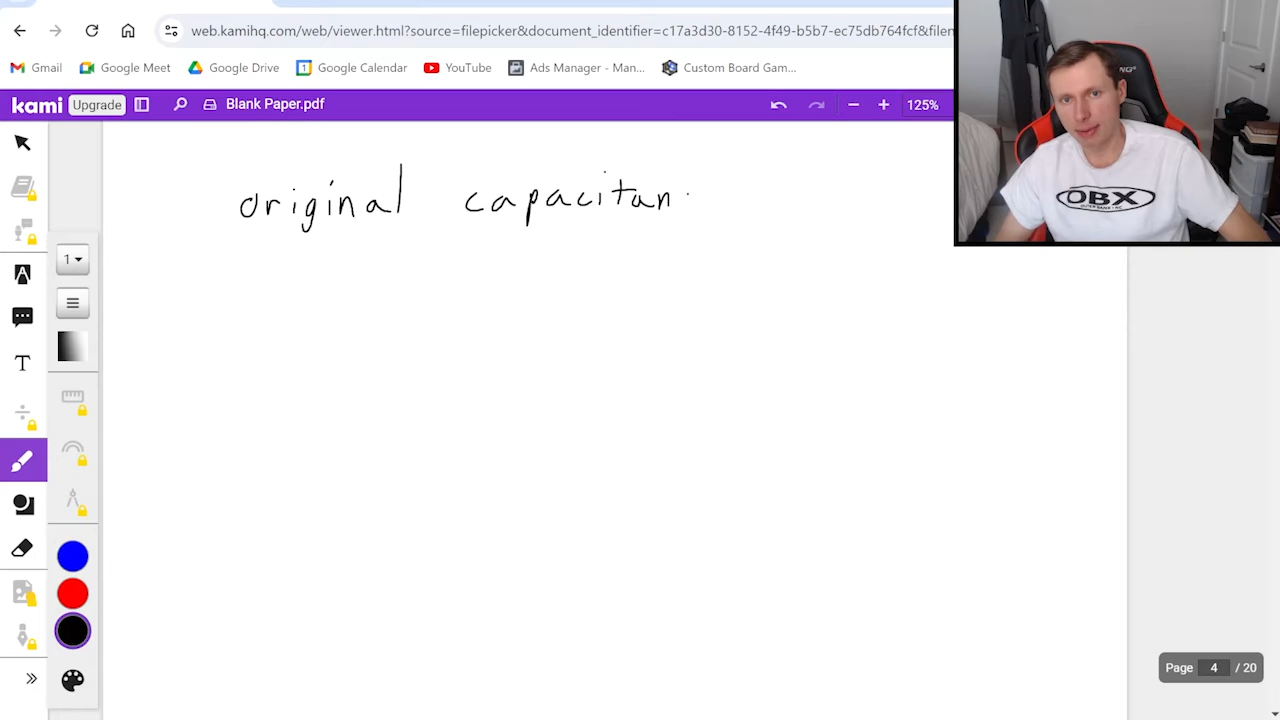 web.kamihq.com/web/viewer.html?source=filepicker&document_identifier=c17a3d30-8152-4f49-b5b7-ec75db764fcf&filen
Gmail Google Meet Google Drive 1 Google Calendar YouTube Ads Manager - Man... Custom Board Gam...
kami Upgrade Blank Paper.pdf 125%
original capacitan
OBX
1
T
Page 4 / 20